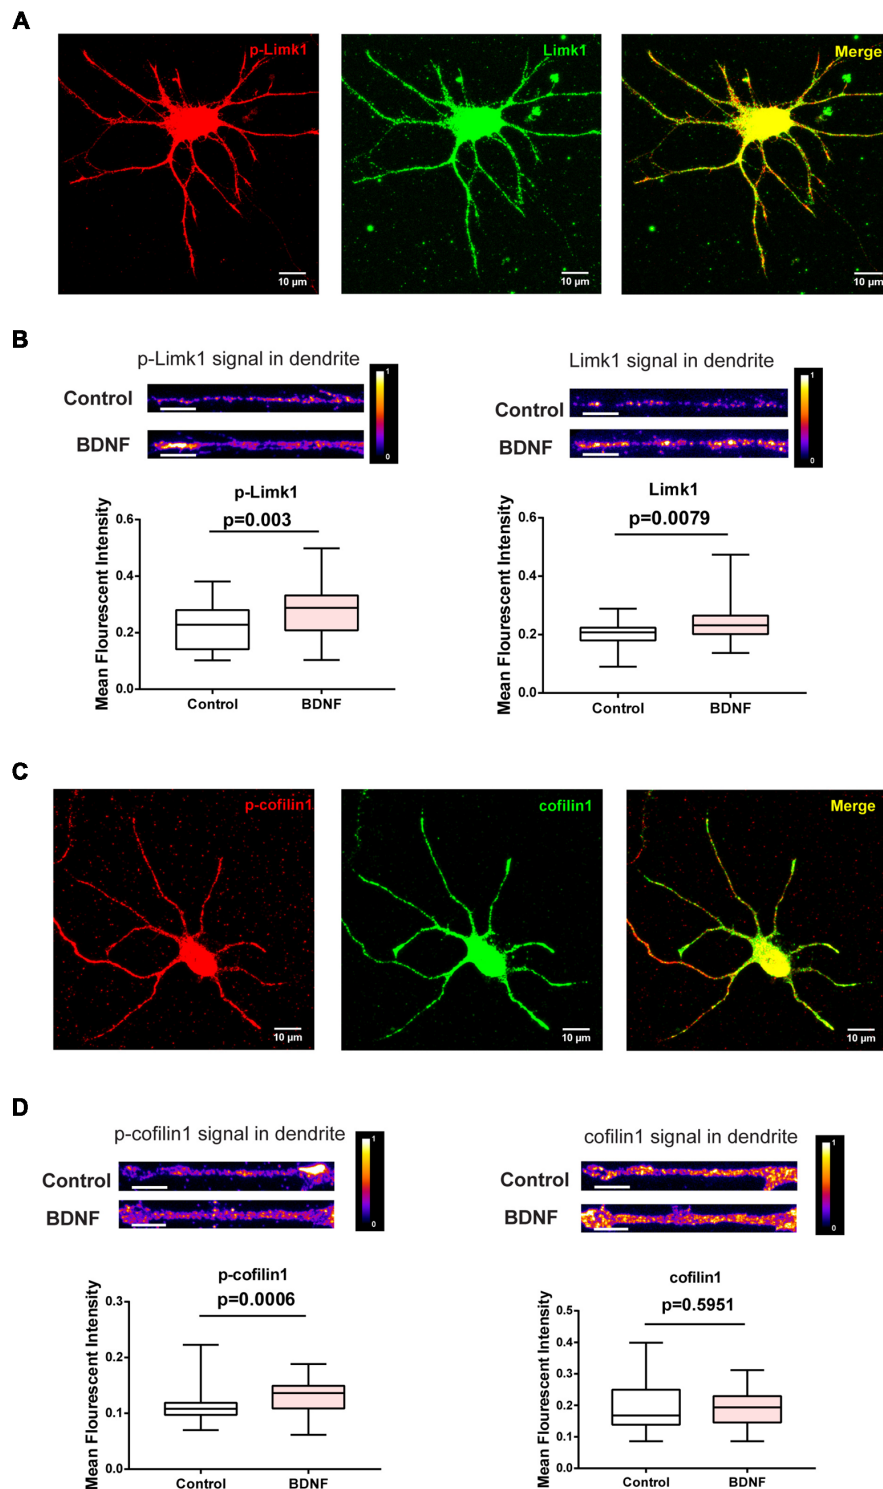 A
p-Limk1
Limk1
Merge
10 µm
10 µm
10 µm
B
p-Limk1 signal in dendrite
Control
BDNF
1
0
Limk1 signal in dendrite
Control
BDNF
1
0
p-Limk1
p=0.003
Mean Flourescent Intensity
0.6
0.4
0.2
0.0
Control
BDNF
Limk1
p=0.0079
Mean Flourescent Intensity
0.6
0.4
0.2
0.0
Control
BDNF
C
p-cofilin1
cofilin1
Merge
10 µm
10 µm
10 µm
D
p-cofilin1 signal in dendrite
Control
BDNF
1
0
cofilin1 signal in dendrite
Control
BDNF
1
0
p-cofilin1
p=0.0006
Mean Flourescent Intensity
0.3
0.2
0.1
0.0
Control
BDNF
cofilin1
p=0.5951
Mean Flourescent Intensity
0.5
0.4
0.3
0.2
0.1
0.0
Control
BDNF